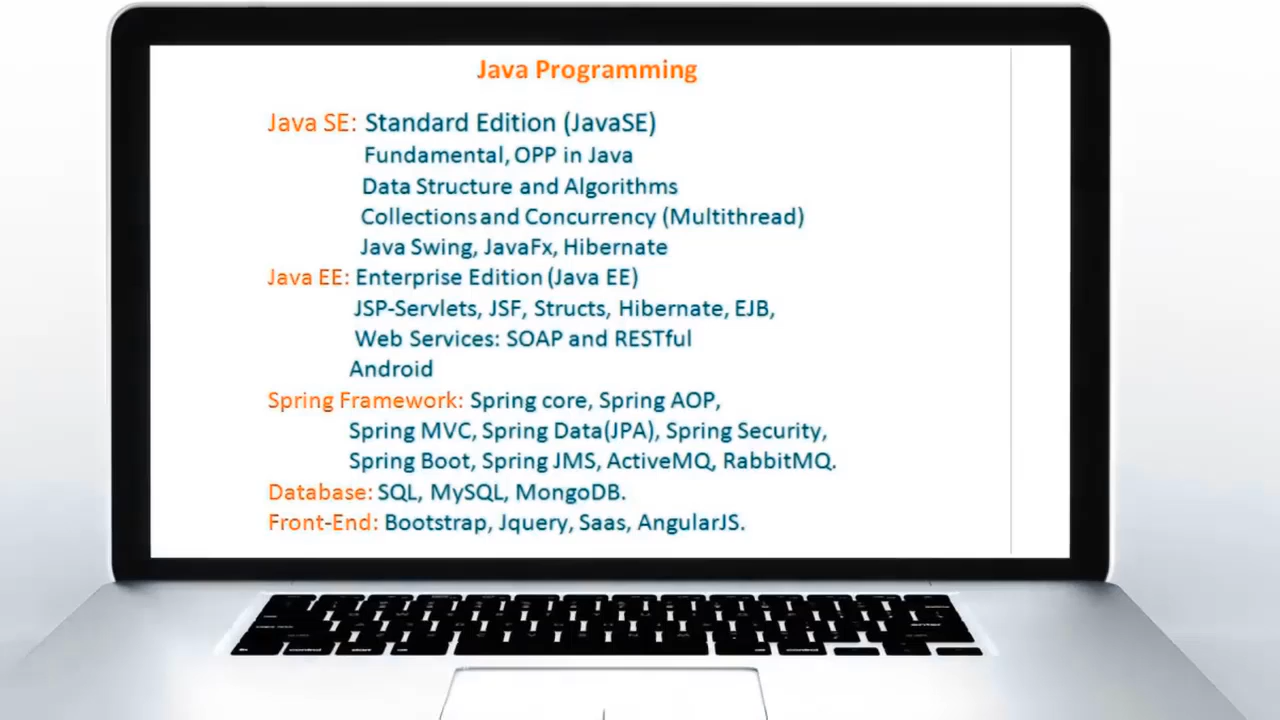 Java Programming
Java SE: Standard Edition (JavaSE)
Fundamental, OPP in Java
Data Structure and Algorithms
Collections and Concurrency (Multithread)
Java Swing, JavaFx, Hibernate
Java EE: Enterprise Edition (Java EE)
JSP-Servlets, JSF, Structs, Hibernate, EJB,
Web Services: SOAP and RESTful
Android
Spring Framework: Spring core, Spring AOP,
Spring MVC, Spring Data(JPA), Spring Security,
Spring Boot, Spring JMS, ActiveMQ, RabbitMQ.
Database: SQL, MySQL, MongoDB.
Front-End: Bootstrap, Jquery, Saas, AngularJS.
enter